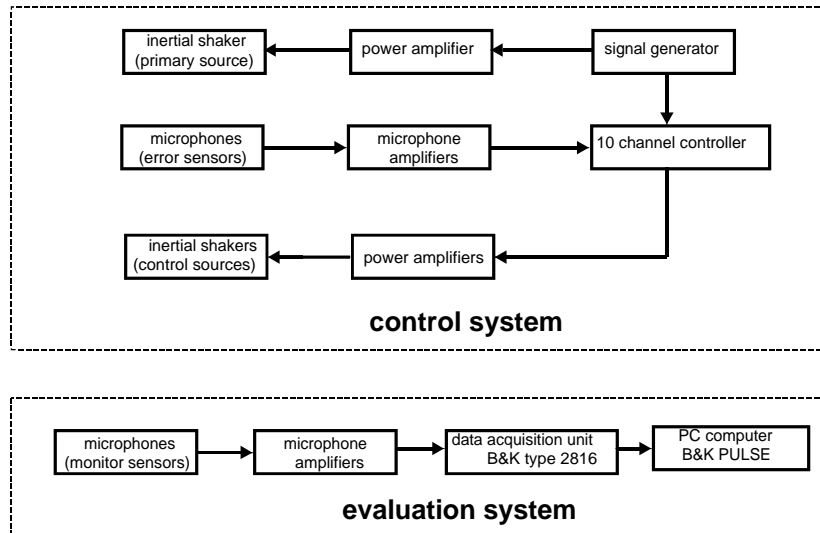 inertial shaker
(primary source)
power amplifier
signal generator
microphones
(error sensors)
microphone
amplifiers
10 channel controller
inertial shakers
(control sources)
power amplifiers
control system
microphones
(monitor sensors)
microphone
amplifiers
data acquisition unit
B&K type 2816
PC computer
B&K PULSE
evaluation system